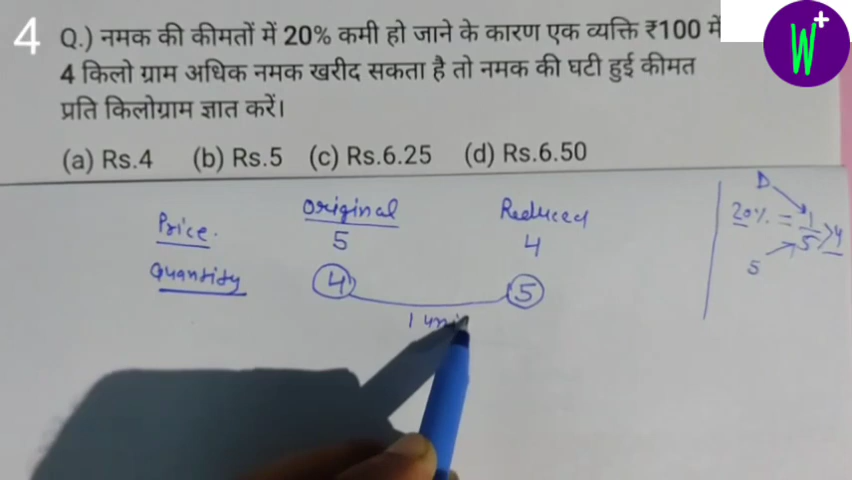 4 Q.) नमक की कीमतों में 20% कमी हो जाने के कारण एक व्यक्ति ₹100 में
4 किलो ग्राम अधिक नमक खरीद सकता है तो नमक की घटी हुई कीमत
प्रति किलोग्राम ज्ञात करें।
(a) Rs.4 (b) Rs.5 (c) Rs.6.25 (d) Rs.6.50
W+
Original Reduced
Price. 5 4
Quantity 4 5
1 uni
D
20% = 1/5 > 4
5